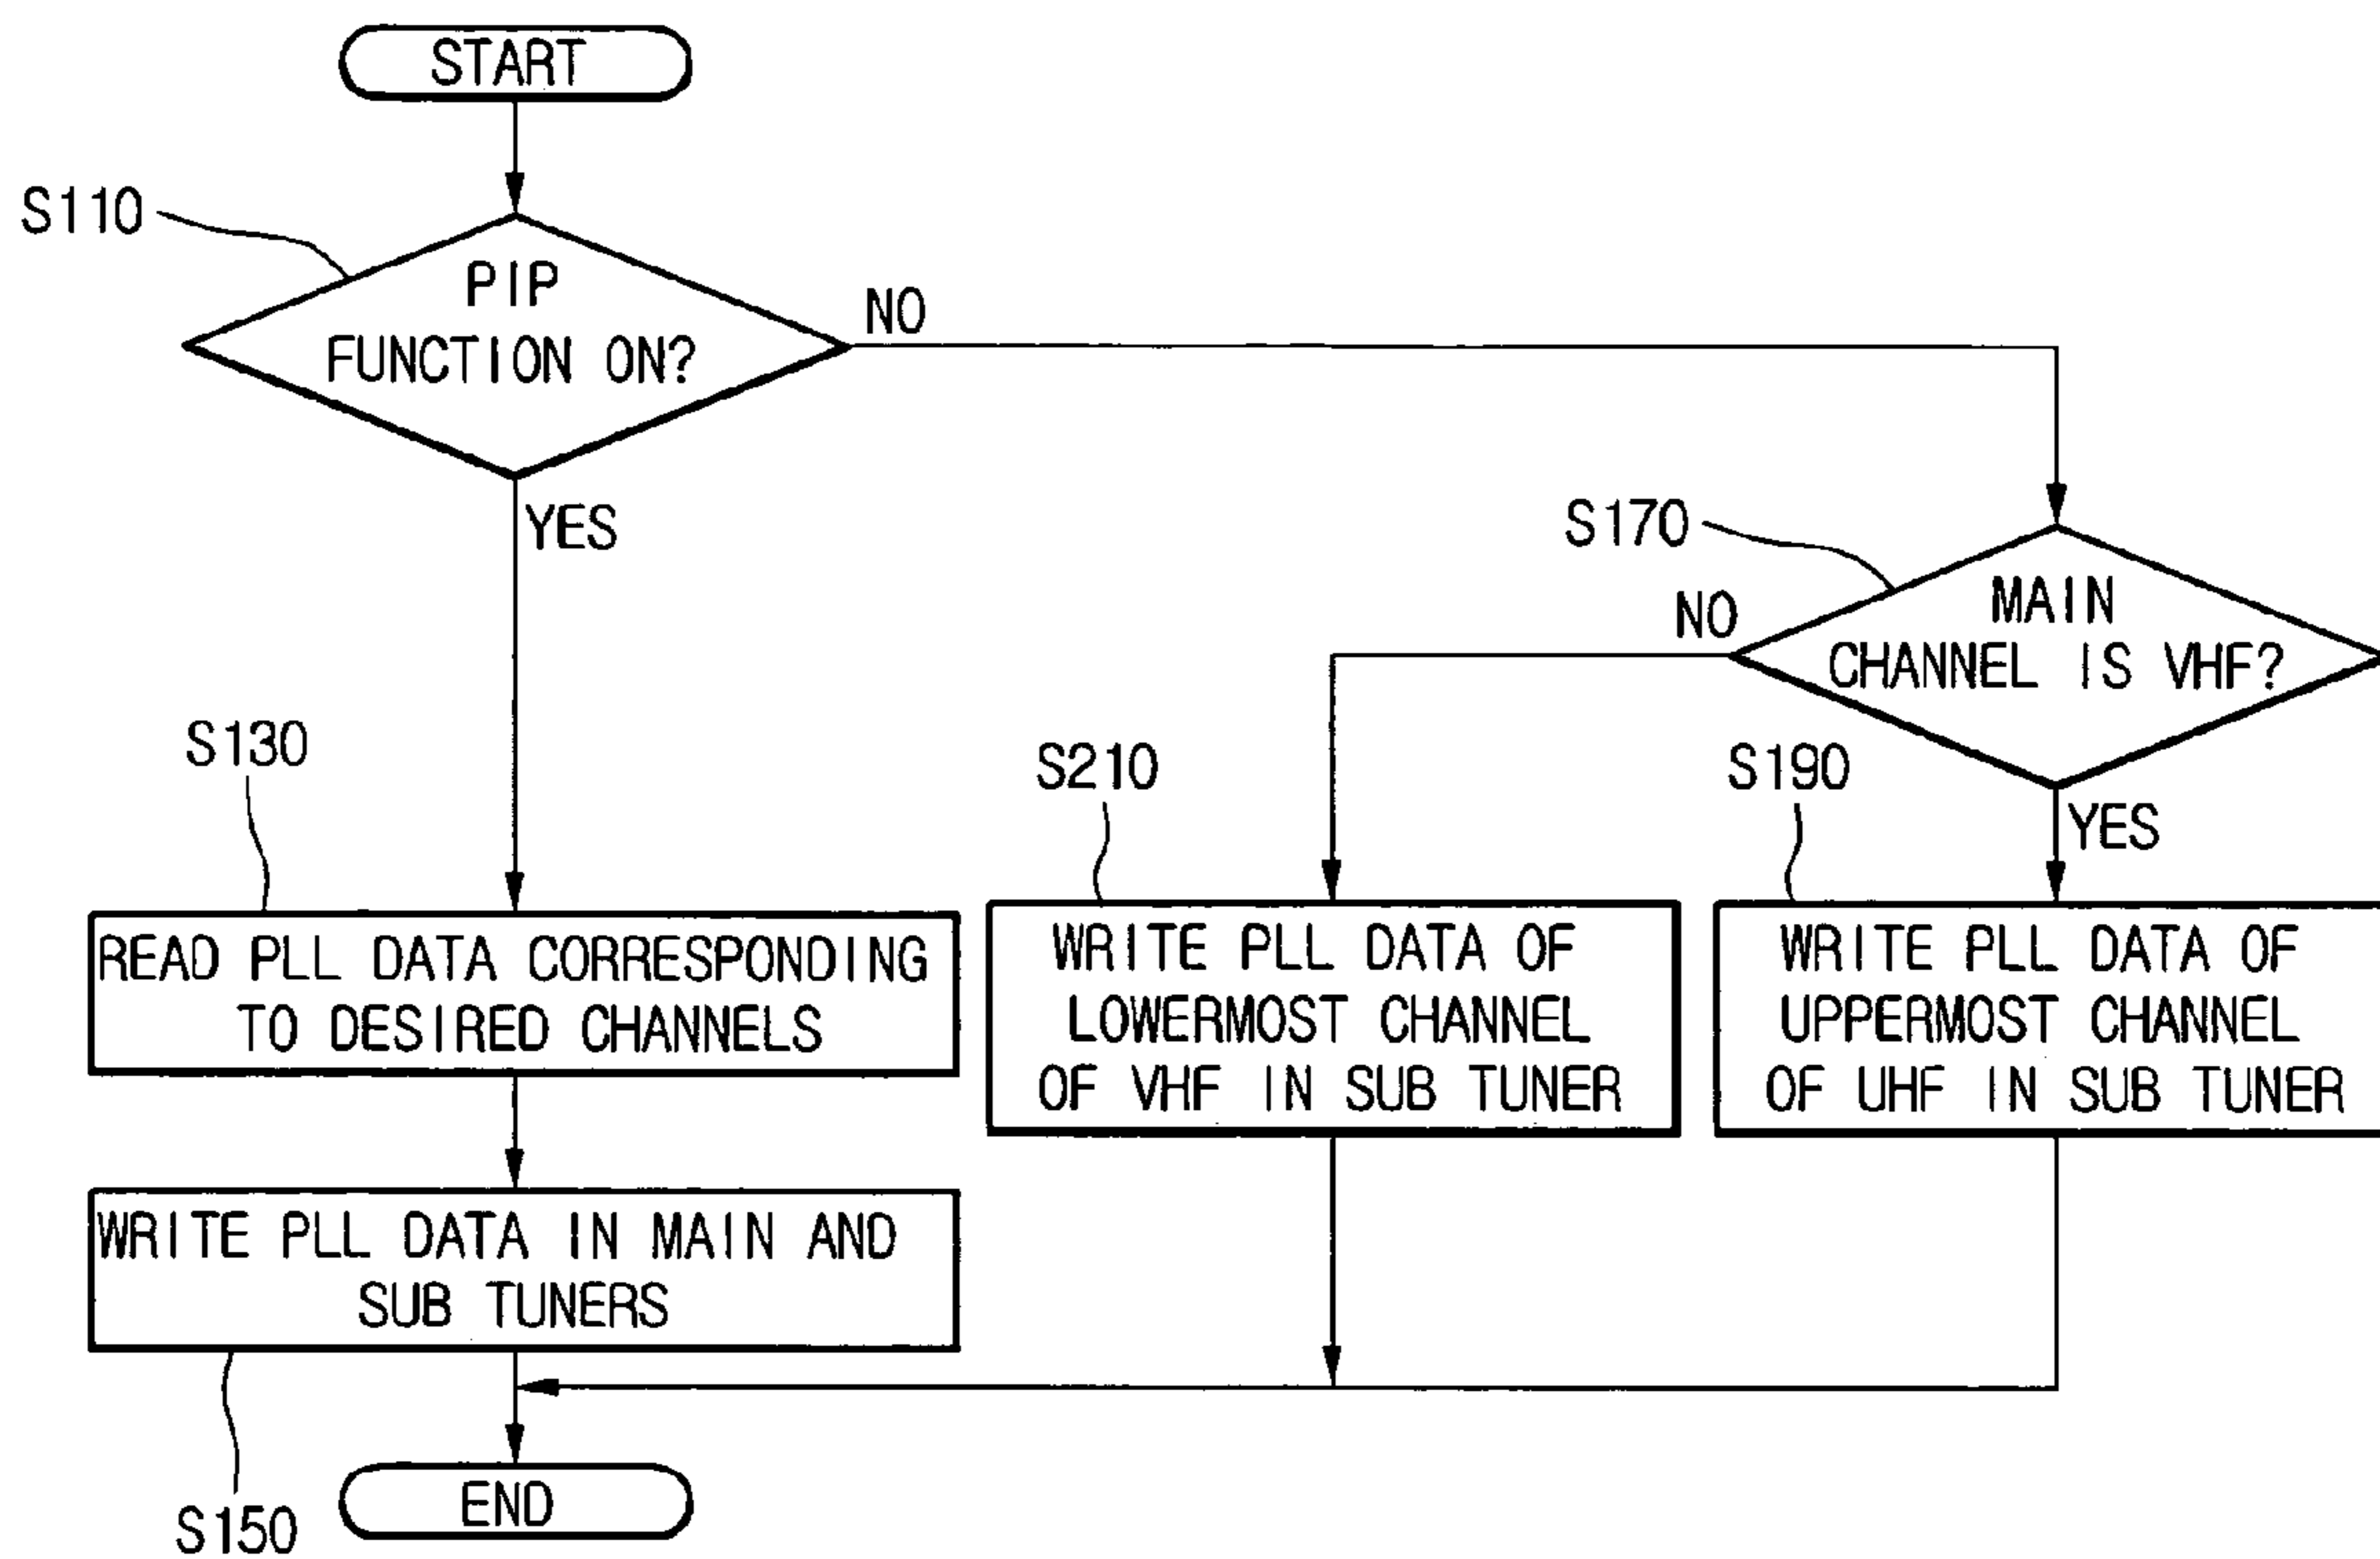 START
S110
PIP
FUNCTION ON?
NO
YES
S170
MAIN
CHANNEL IS VHF?
NO
YES
S130
READ PLL DATA CORRESPONDING
TO DESIRED CHANNELS
S210
WRITE PLL DATA OF
LOWERMOST CHANNEL
OF VHF IN SUB TUNER
S190
WRITE PLL DATA OF
UPPERMOST CHANNEL
OF UHF IN SUB TUNER
WRITE PLL DATA IN MAIN AND
SUB TUNERS
S150
END